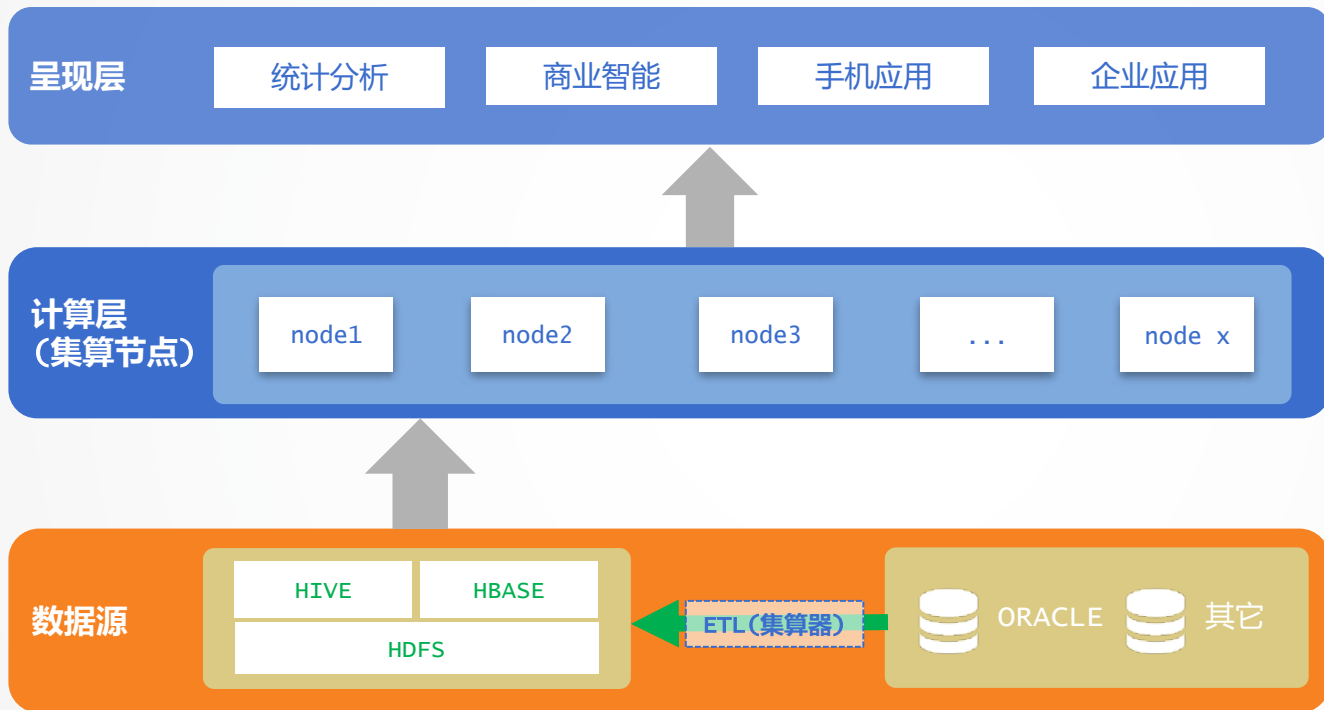 呈现层
统计分析
商业智能
手机应用
企业应用
计算层
（集算节点）
node1
node2
node3
...
node x
数据源
HIVE
HBASE
HDFS
ETL(集算器)
ORACLE
其它